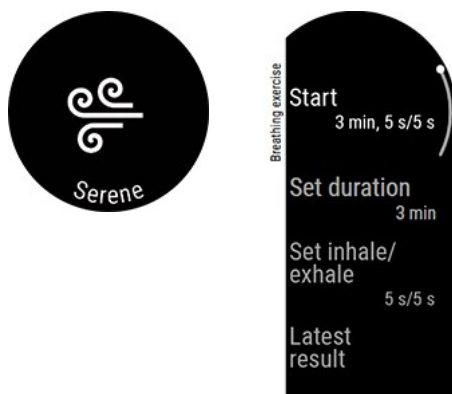 Serene
Breathing exercise
Start
3 min, 5 s/5 s
Set duration
3 min
Set inhale/
exhale
5 s/5 s
Latest
result